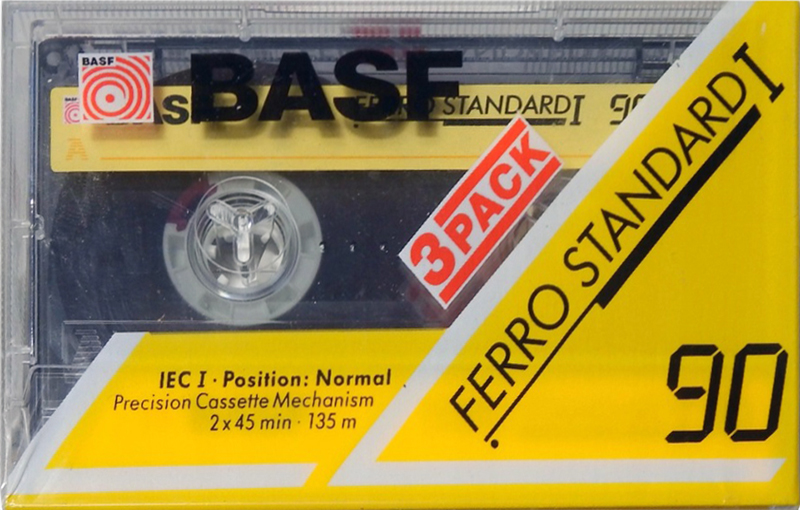 BASF
BASF
FERRO STANDARD I 90
3 PACK
FERRO STANDARD I
90
IEC I · Position: Normal
Precision Cassette Mechanism
2 x 45 min · 135 m